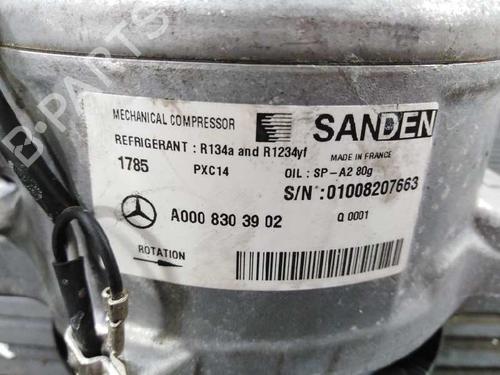 MECHANICAL COMPRESSOR
SANDEN
REFRIGERANT : R134a and R1234yf
MADE IN FRANCE
1785 PXC14
OIL : SP-A2 80g
S/N :01008207663
A000 830 39 02
Q 0001
ROTATION
B-PARTS